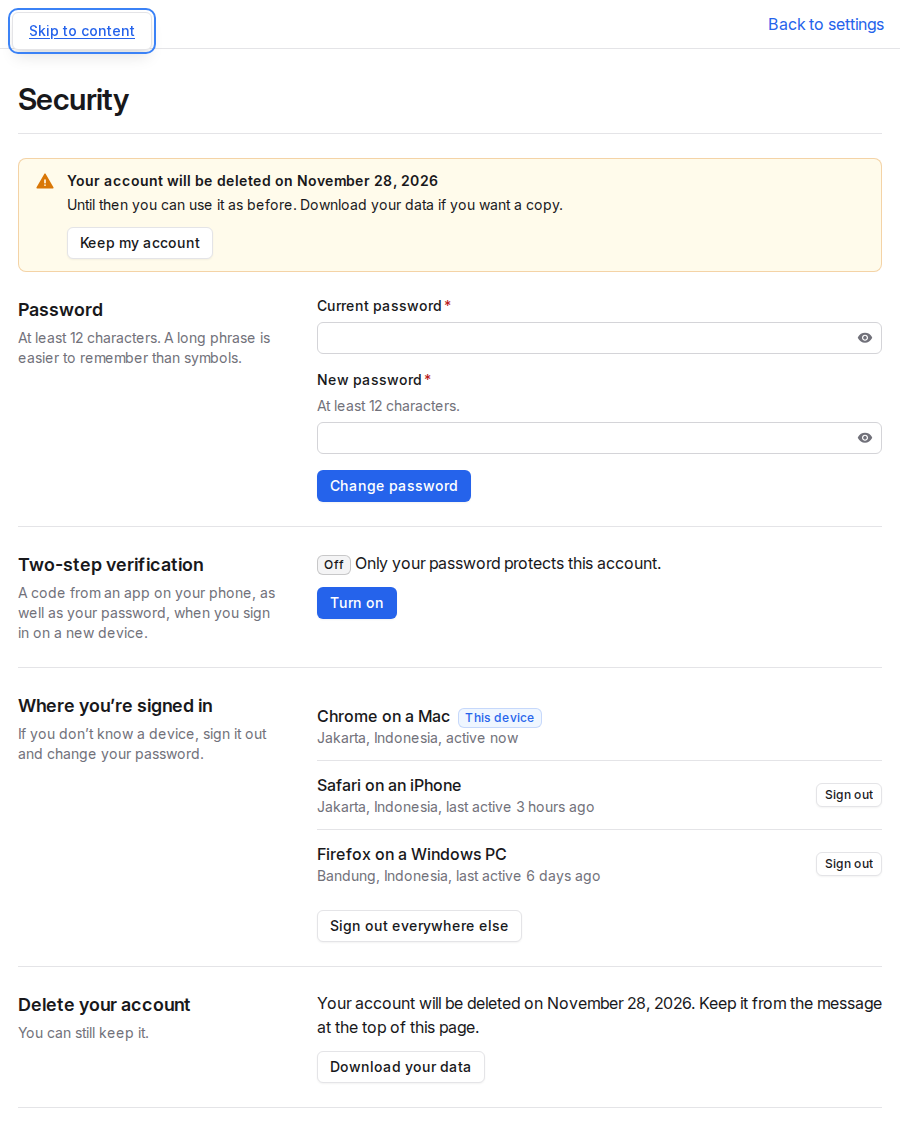 Skip to content
Back to settings
Security
Your account will be deleted on November 28, 2026
Until then you can use it as before. Download your data if you want a copy.
Keep my account
Password
At least 12 characters. A long phrase is
easier to remember than symbols.
Current password*
New password*
At least 12 characters.
Change password
Two-step verification
A code from an app on your phone, as
well as your password, when you sign
in on a new device.
Off Only your password protects this account.
Turn on
Where you’re signed in
If you don’t know a device, sign it out
and change your password.
Chrome on a Mac This device
Jakarta, Indonesia, active now
Safari on an iPhone
Jakarta, Indonesia, last active 3 hours ago
Sign out
Firefox on a Windows PC
Bandung, Indonesia, last active 6 days ago
Sign out
Sign out everywhere else
Delete your account
You can still keep it.
Your account will be deleted on November 28, 2026. Keep it from the message
at the top of this page.
Download your data